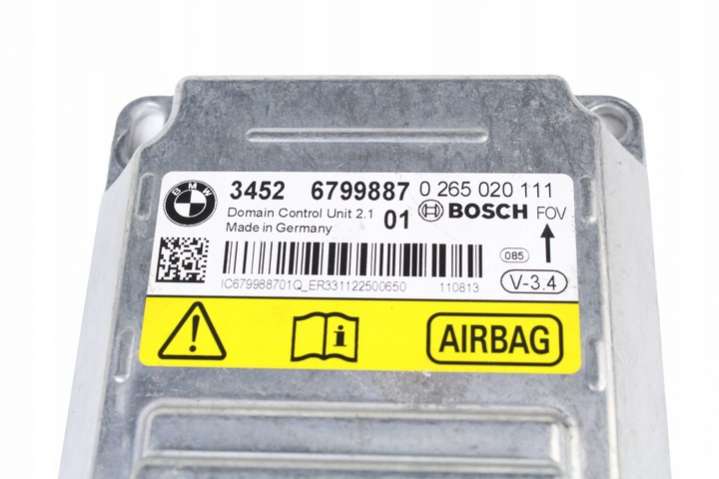 BMW 3452 6799887 0 265 020 111
Domain Control Unit 2.1 01 BOSCH FOV
Made in Germany
085
V-3.4
IC679988701Q_ER331122500650 110813
i AIRBAG